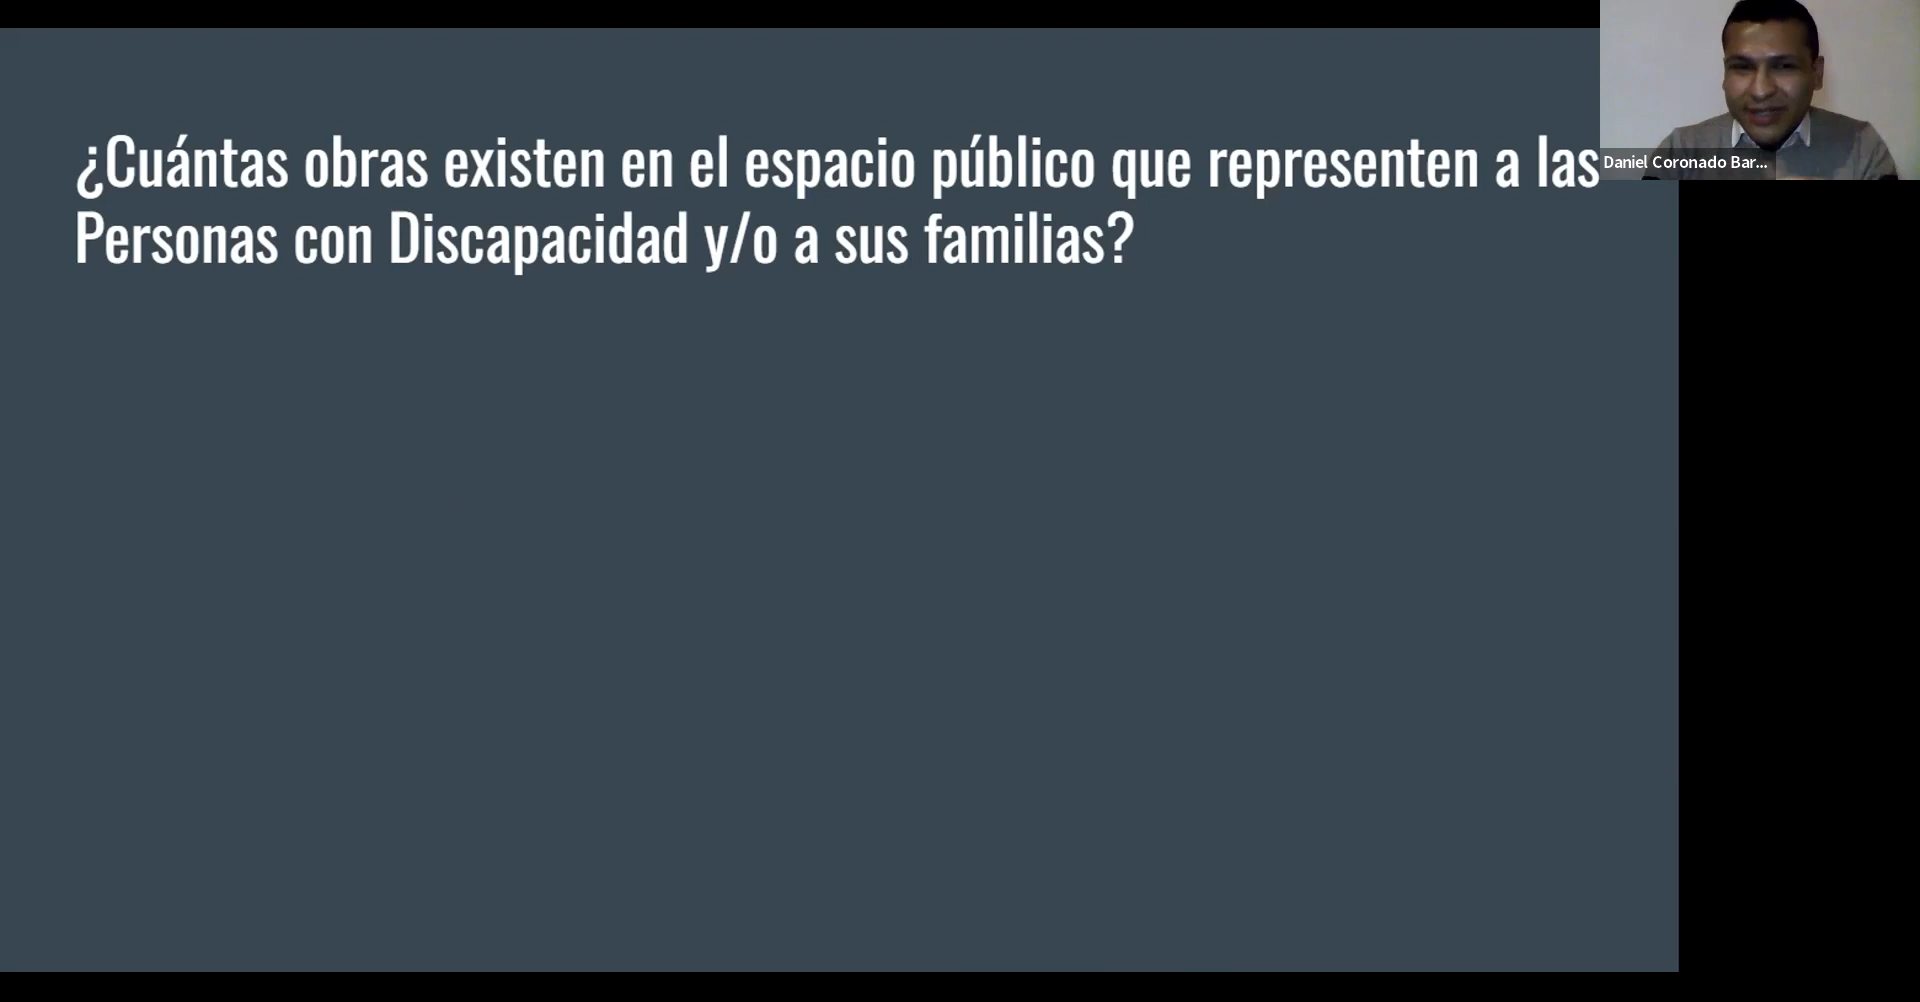 ¿Cuántas obras existen en el espacio público que representen a las
Personas con Discapacidad y/o a sus familias?
Daniel Coronado Bar...